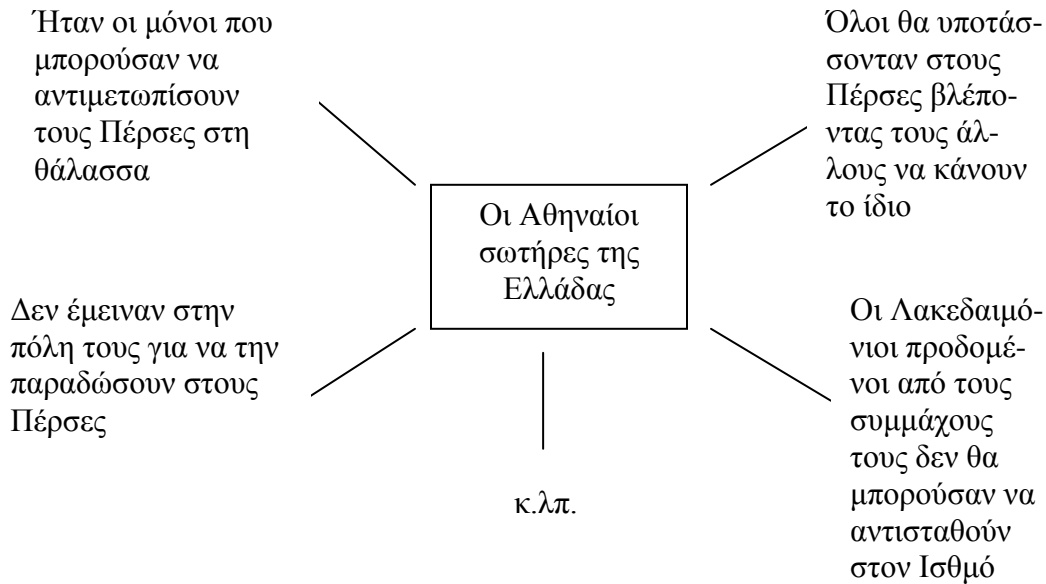 Ήταν οι μόνοι που
μπορούσαν να
αντιμετωπίσουν
τους Πέρσες στη
θάλασσα
Όλοι θα υποτάσ-
σονταν στους
Πέρσες βλέπο-
ντας τους άλ-
λους να κάνουν
το ίδιο
Οι Αθηναίοι
σωτήρες της
Ελλάδας
Δεν έμειναν στην
πόλη τους για να την
παραδώσουν στους
Πέρσες
Οι Λακεδαιμό-
νιοι προδομέ-
νοι από τους
συμμάχους
τους δεν θα
μπορούσαν να
αντισταθούν
στον Ισθμό
κ.λπ.